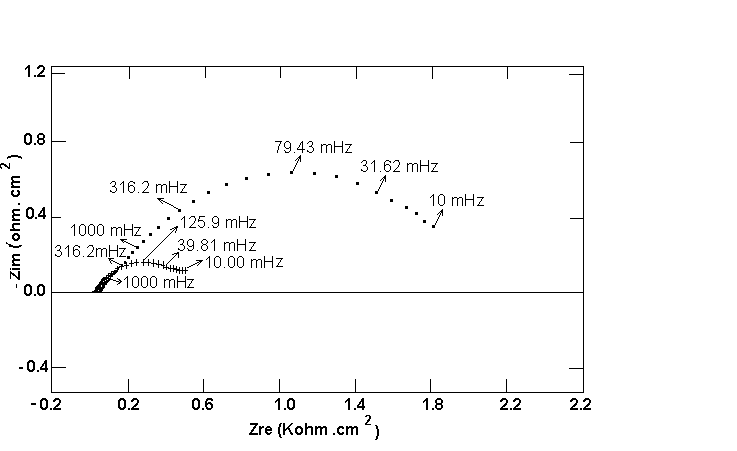 1.2
0.8
0.4
0.0
-0.4
- Zim (ohm. cm 2 )
79.43 mHz
31.62 mHz
316.2 mHz
10 mHz
1000 mHz
125.9 mHz
316.2mHz
39.81 mHz
10.00 mHz
1000 mHz
-0.2 0.2 0.6 1.0 1.4 1.8 2.2 2.2
Zre (Kohm .cm 2 )